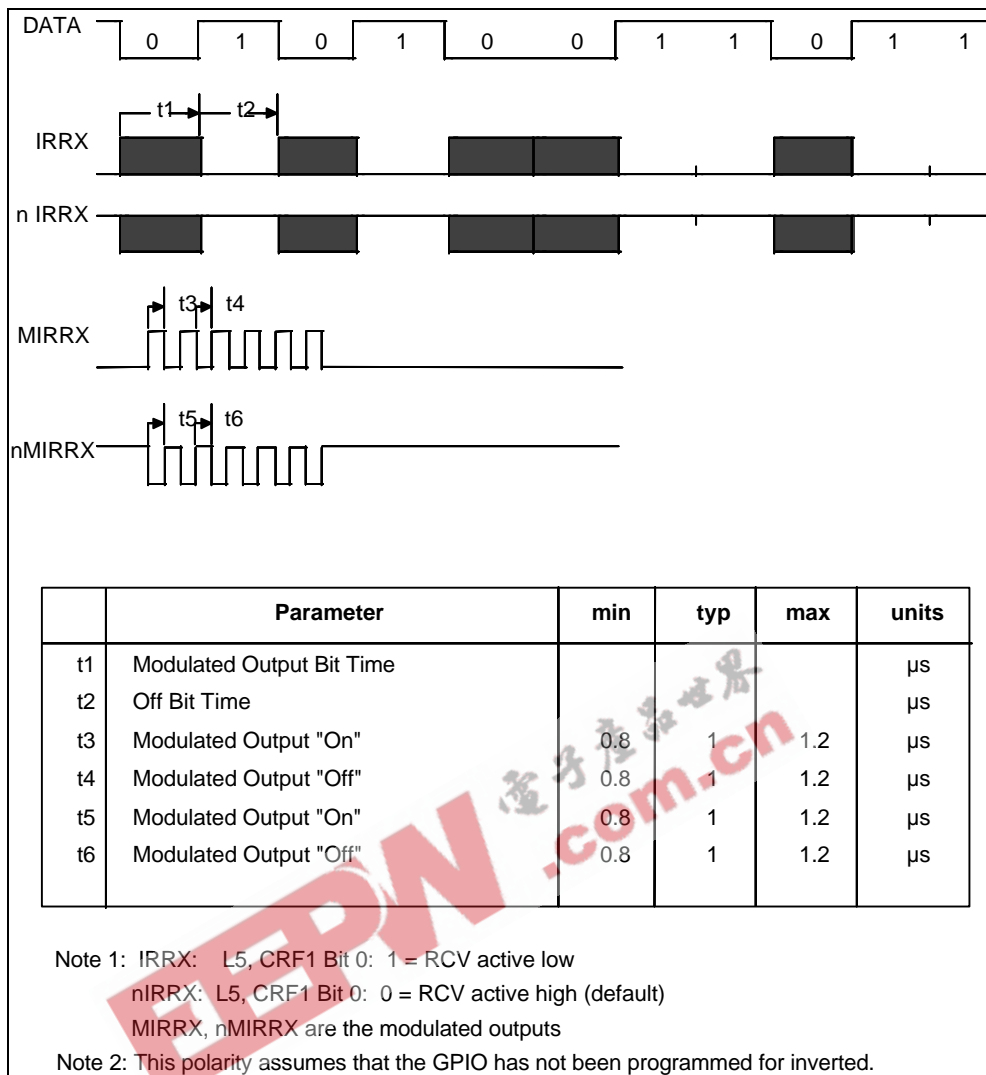 DATA
0 1 0 1 0 0 1 1 0 1 1
t1 t2
IRRX
n IRRX
t3 t4
MIRRX
t5 t6
nMIRRX
Parameter min typ max units
t1 Modulated Output Bit Time µs
t2 Off Bit Time µs
t3 Modulated Output "On" 0.8 1 1.2 µs
t4 Modulated Output "Off" 0.8 1 1.2 µs
t5 Modulated Output "On" 0.8 1 1.2 µs
t6 Modulated Output "Off" 0.8 1 1.2 µs
電子產品世界
EEPW .com.cn
Note 1: IRRX: L5, CRF1 Bit 0: 1 = RCV active low
nIRRX: L5, CRF1 Bit 0: 0 = RCV active high (default)
MIRRX, nMIRRX are the modulated outputs
Note 2: This polarity assumes that the GPIO has not been programmed for inverted.